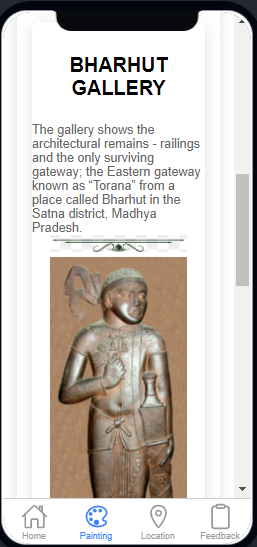 BHARHUT
GALLERY
The gallery shows the
architectural remains - railings
and the only surviving
gateway; the Eastern gateway
known as “Torana” from a
place called Bharhut in the
Satna district, Madhya
Pradesh.
Home Painting Location Feedback